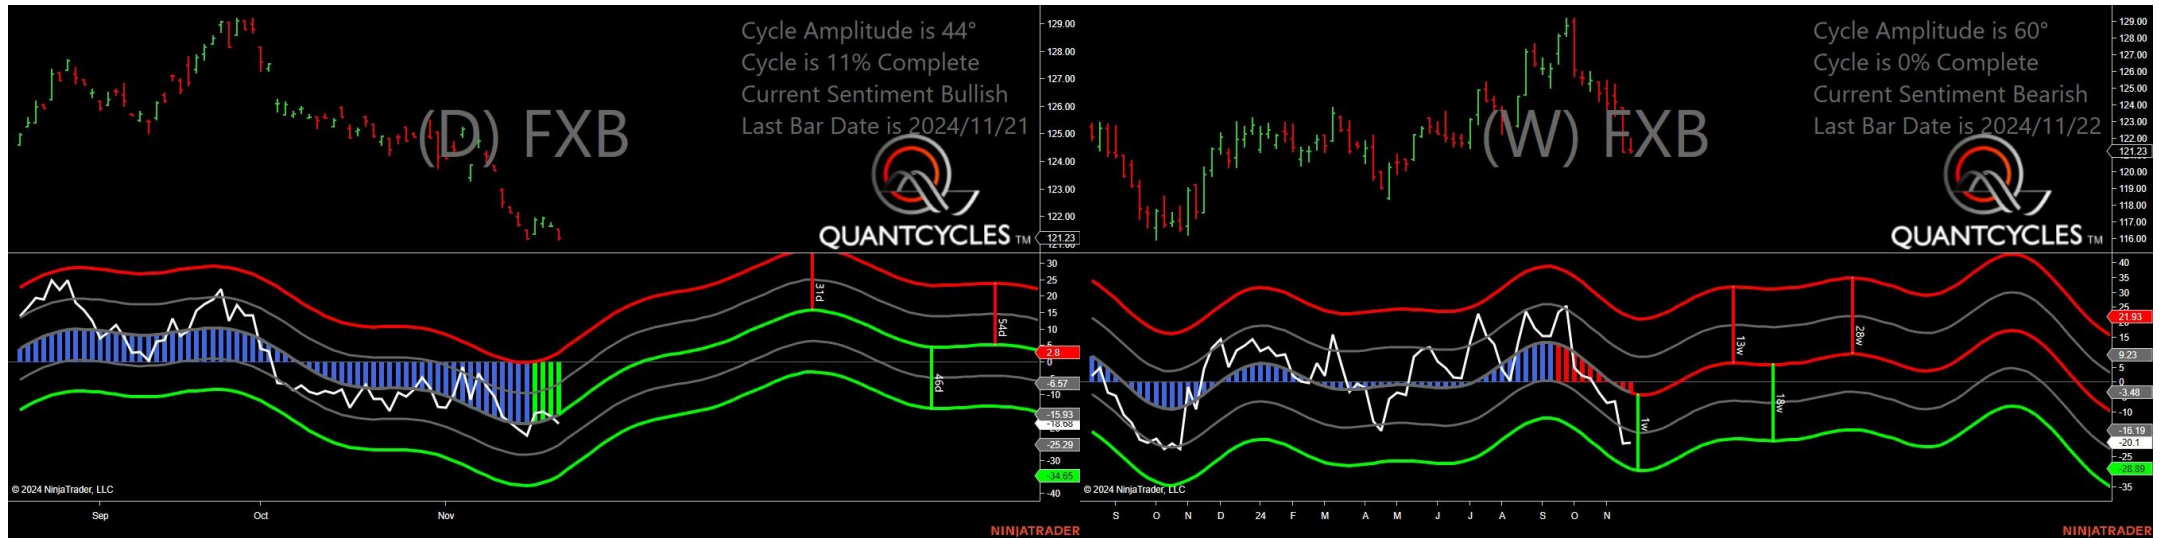 Cycle Amplitude is 44°
Cycle is 11% Complete
Current Sentiment Bullish
Last Bar Date is 2024/11/21
(D) FXB
QUANTCYCLES TM
129.00
128.00
127.00
126.00
125.00
124.00
123.00
122.00
121.23
31d
46d
54d
30
25
20
15
10
5
2.8
0
-6.57
-10
-15.93
-18.68
-25.29
-30
-34.65
-40
© 2024 NinjaTrader, LLC
Sep Oct Nov
NINJATRADER
Cycle Amplitude is 60°
Cycle is 0% Complete
Current Sentiment Bearish
Last Bar Date is 2024/11/22
(W) FXB
QUANTCYCLES TM
129.00
128.00
127.00
126.00
125.00
124.00
123.00
122.00
121.23
120.00
119.00
118.00
117.00
116.00
1w
13w
18w
28w
40
35
30
25
21.93
15
9.23
5
0
-3.48
-10
-16.19
-20.1
-25
-28.89
-35
© 2024 NinjaTrader, LLC
S O N D 24 F M A M J J A S O N
NINJATRADER